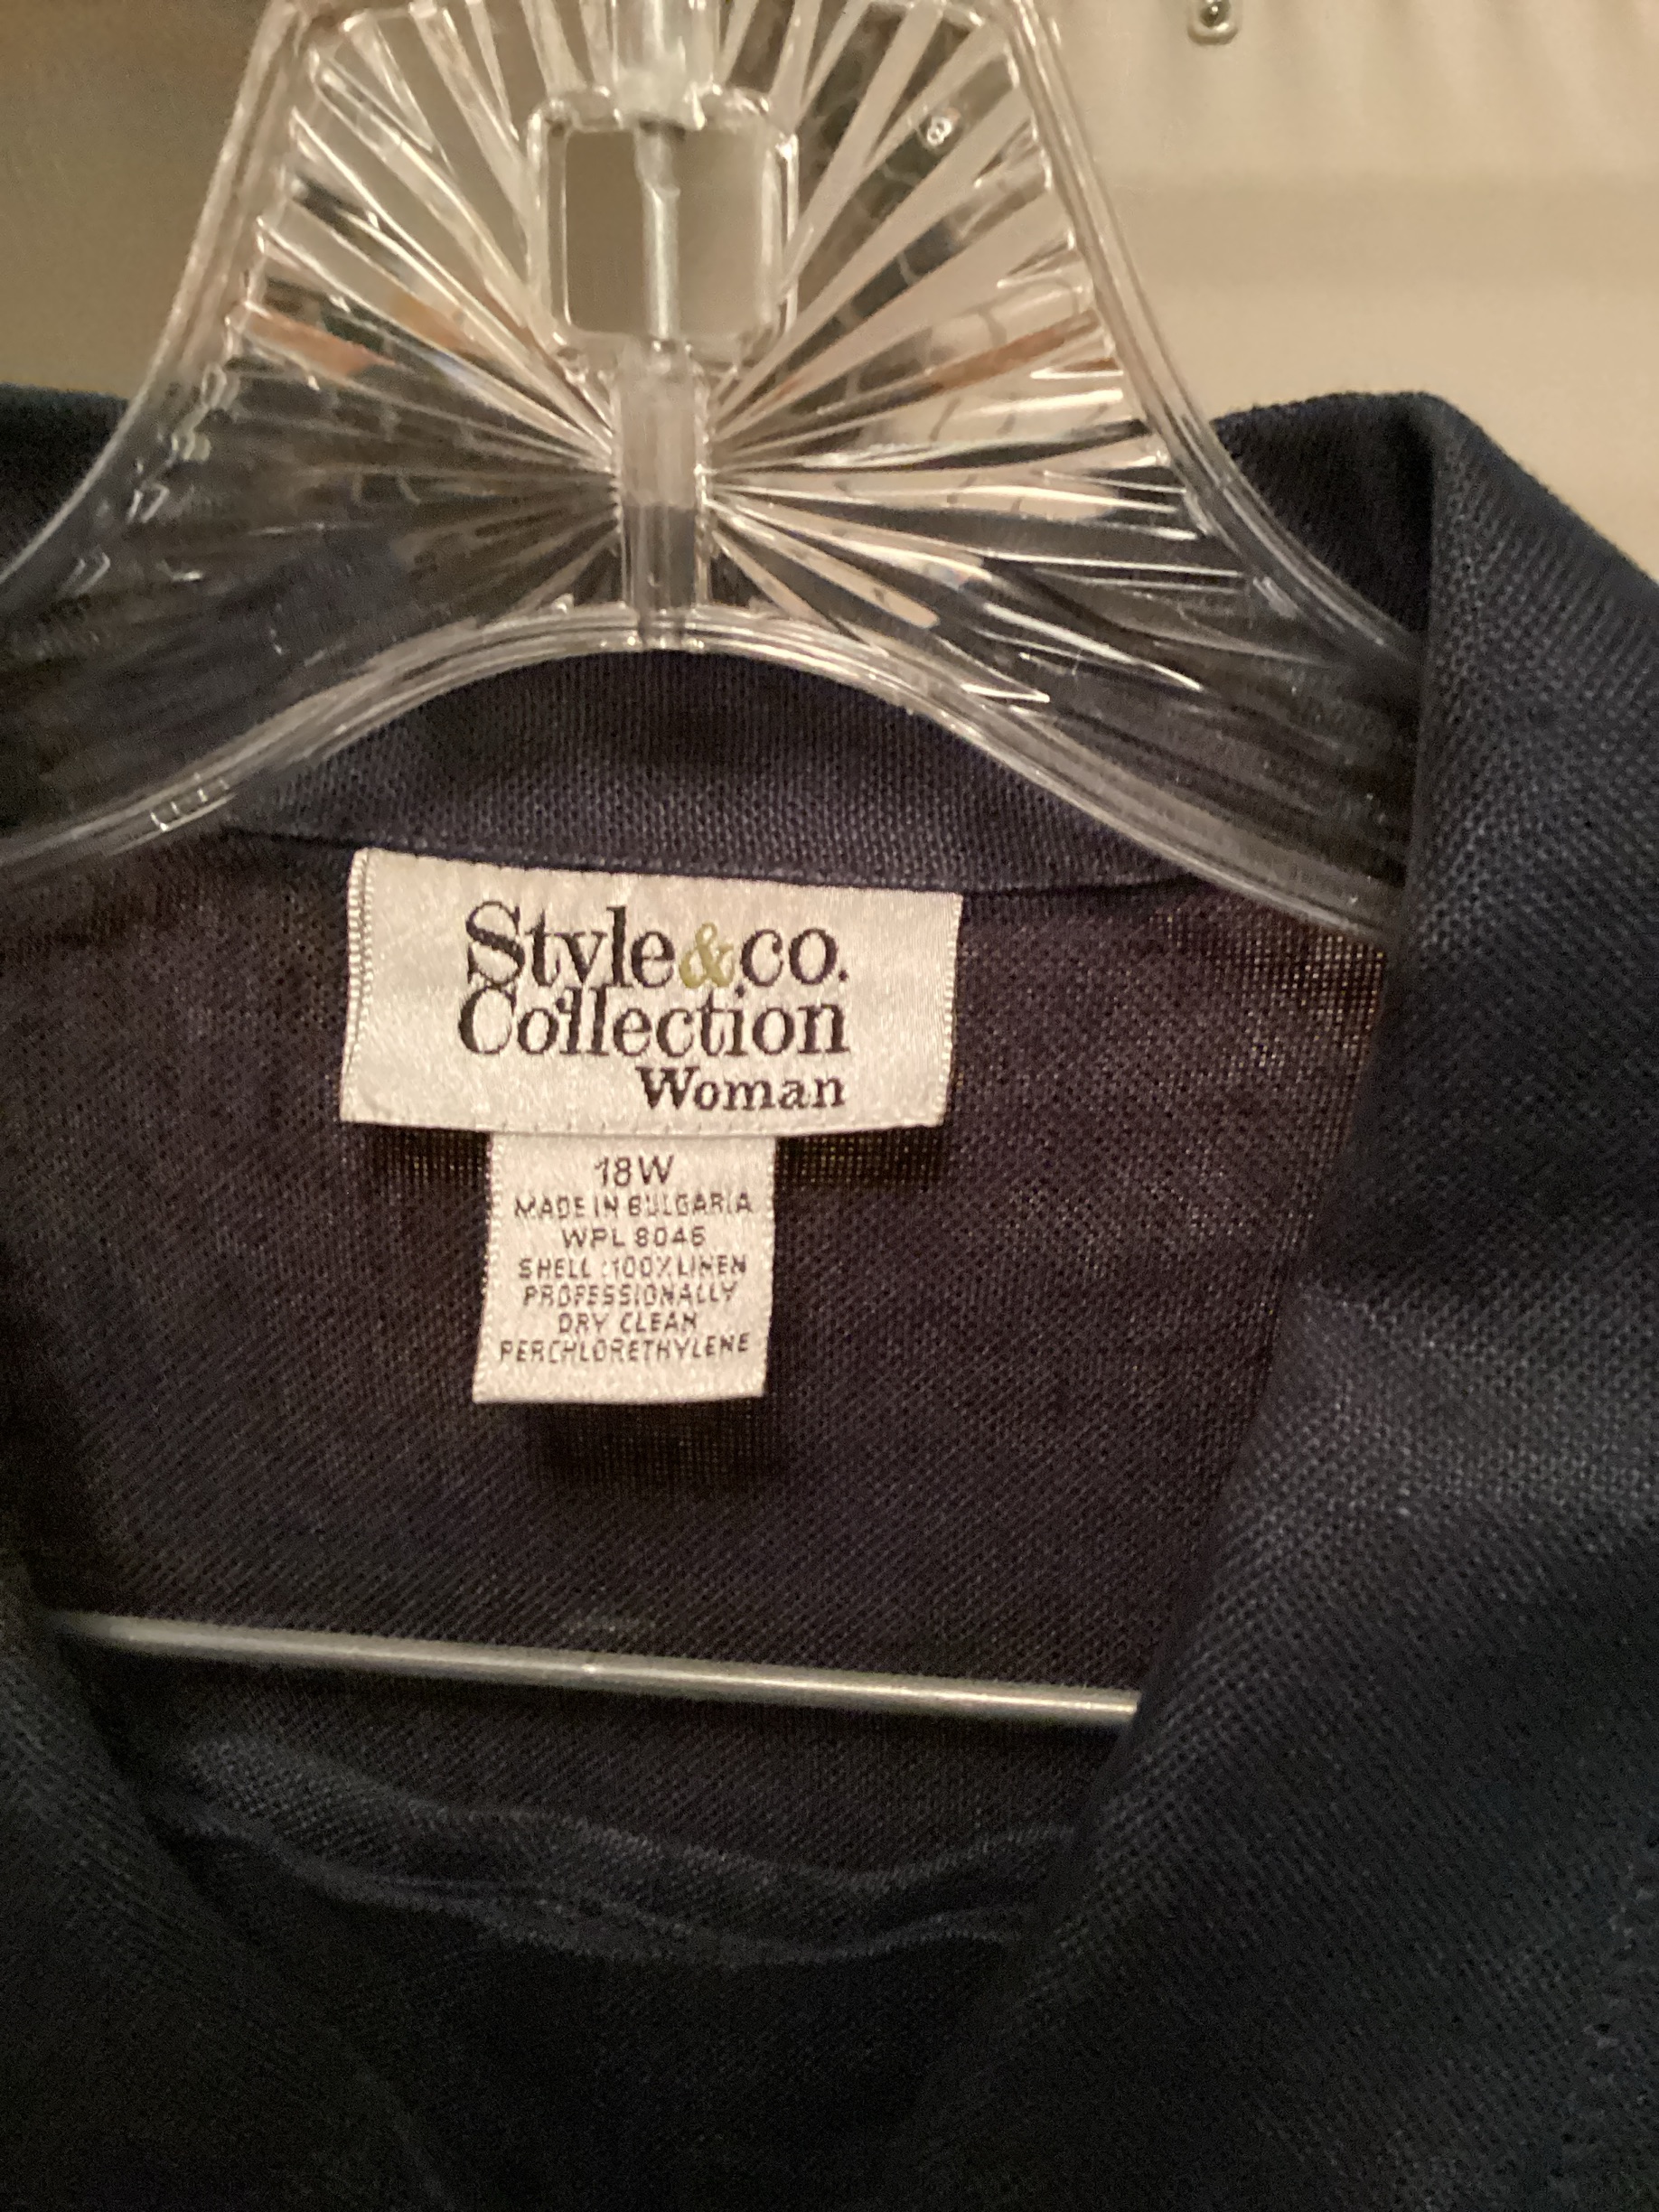 Style&co.
Collection
Woman
18W
MADE IN BULGARIA
WPL 8046
SHELL :100% LINEN
PROFESSIONALLY
DRY CLEAN
PERCHLORETHYLENE